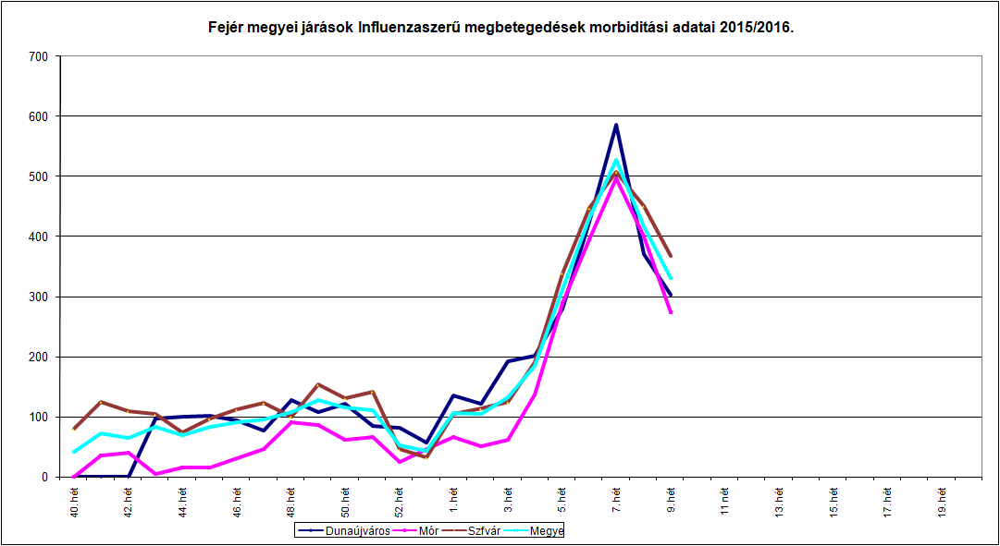 Fejér megyei járások Influenzaszerű megbetegedések morbiditási adatai 2015/2016.
700
600
500
400
300
200
100
0
40.hét
42.hét
44.hét
46.hét
48.hét
50.hét
52.hét
1.hét
3.hét
5.hét
7.hét
9.hét
11 hét
13.hét
15.hét
17.hét
19.hét
Dunaújváros Mór Szfvár Megye